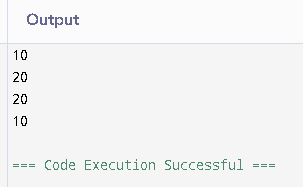 Output
10
20
20
10
=== Code Execution Successful ===